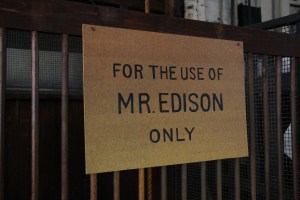 FOR THE USE OF
MR. EDISON
ONLY